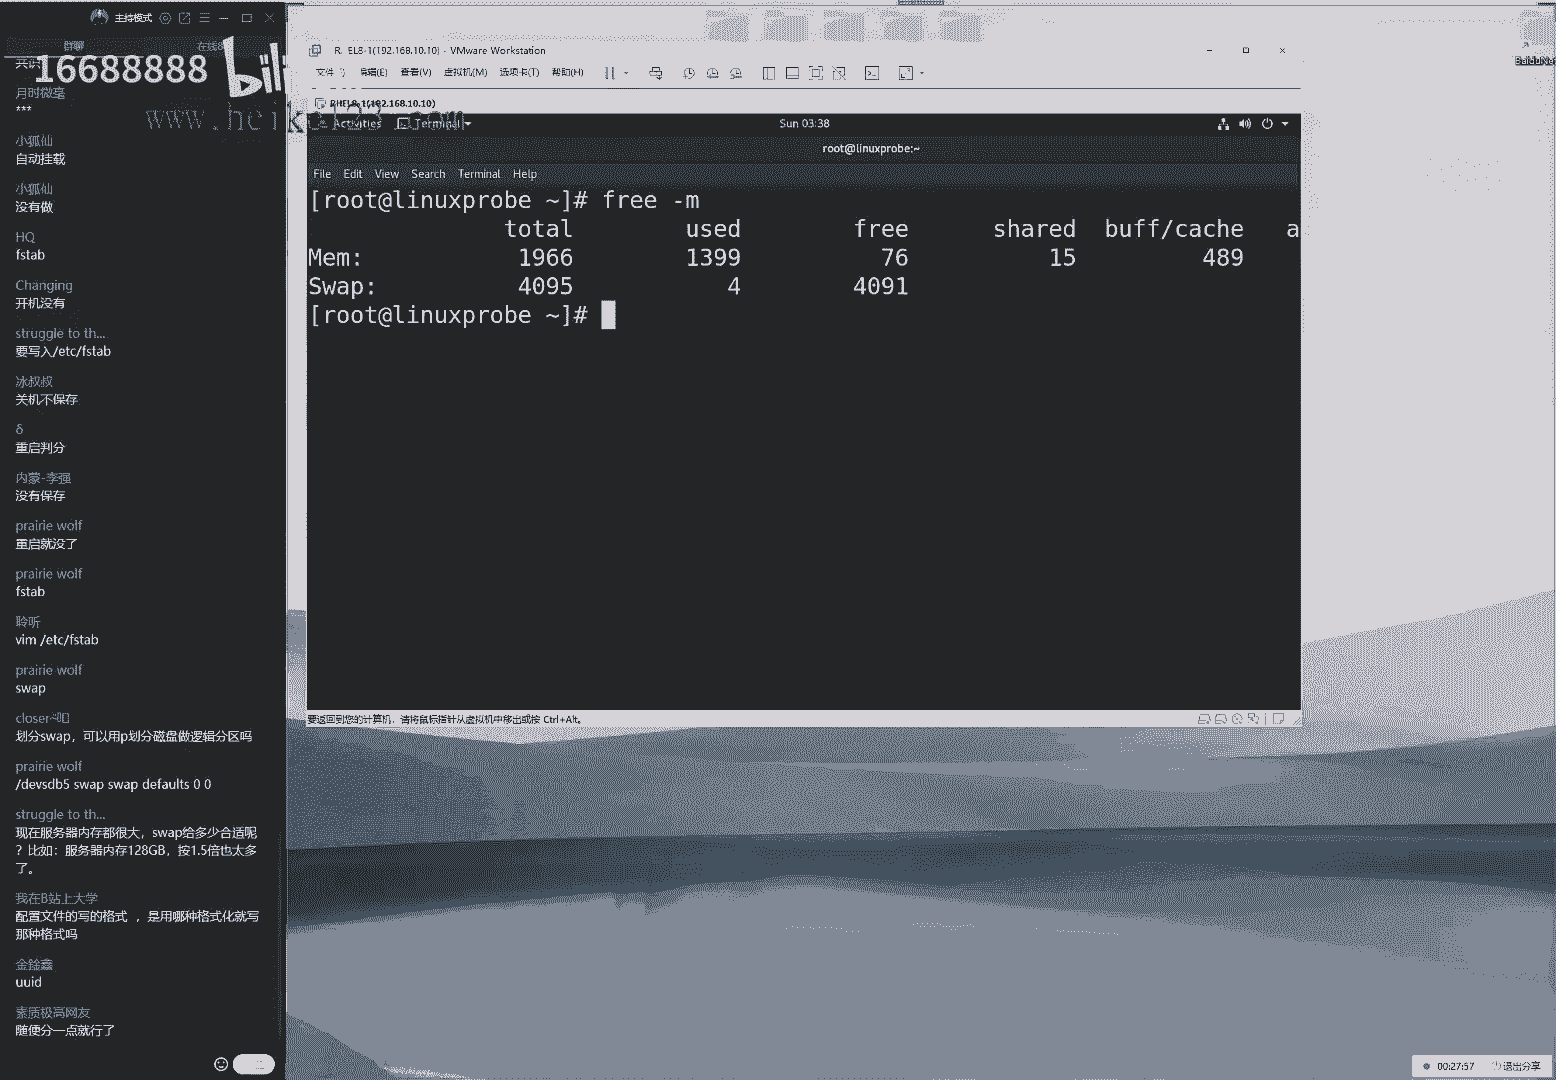 主持模式
群聊
16688888
bili
www.heiko123.com
月时微毫
***
小狐仙
自动挂载
小狐仙
没有做
HQ
fstab
Changing
开机没有
struggle to th...
要写入/etc/fstab
冰叔叔
关机不保存
δ
重启判分
内蒙-李强
没有保存
prairie wolf
重启就没了
prairie wolf
fstab
聆听
vim /etc/fstab
prairie wolf
swap
划分swap，可以用p划分磁盘做逻辑分区吗
prairie wolf
/devsdb5 swap swap defaults 0 0
struggle to th...
现在服务器内存都很大，swap给多少合适呢
？比如：服务器内存128GB，按1.5倍也太多
了。
我在B站上大学
配置文件的写的格式 ，是用哪种格式化就写
那种格式吗
金鎓鑫
uuid
素质极高网友
随便分一点就行了
EL8-1(192.168.10.10) - VMware Workstation
编辑(E) 查看(V) 虚拟机(M) 选项卡(T) 帮助(H)
RHEL8-1(192.168.10.10)
Activities Terminal
Sun 03:38
root@linuxprobe:~
File Edit View Search Terminal Help
[root@linuxprobe ~]# free -m
total used free shared buff/cache a
Mem: 1966 1399 76 15 489
Swap: 4095 4 4091
[root@linuxprobe ~]#
要返回到您的计算机，请将鼠标指针从虚拟机中移出或按 Ctrl+Alt。
BaiduNe
00:27:57 退出分享